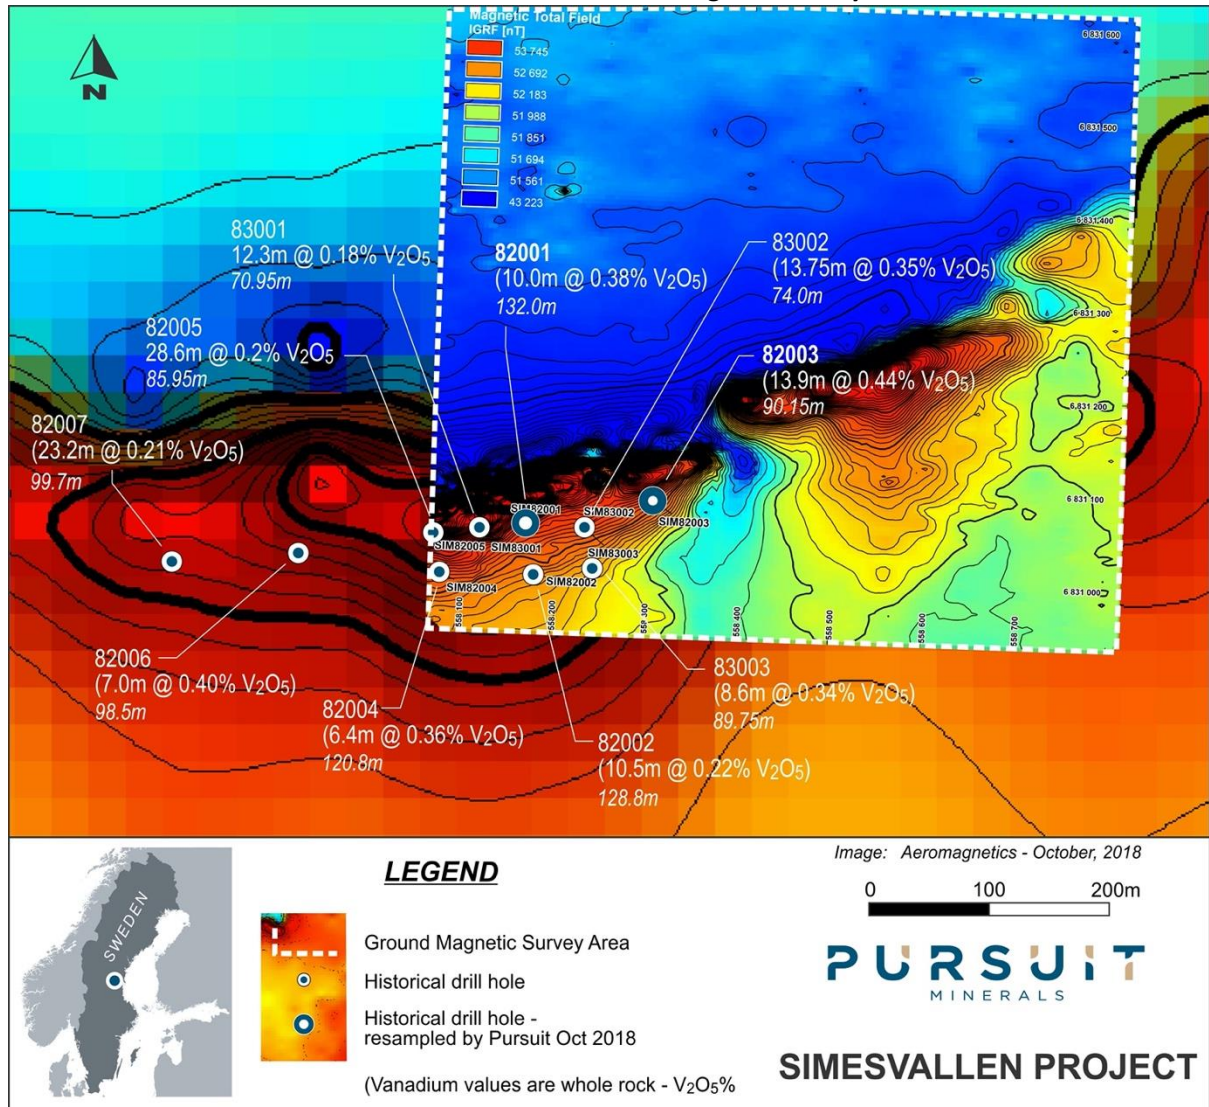 Magnetic Total Field
IGRF [nT]
53 745
52 692
52 183
51 988
51 851
51 694
51 561
43 223
N
6 831 600
6 831 500
6 831 400
6 831 300
6 831 200
6 831 100
6 831 000
83001
12.3m @ 0.18% V₂O₅
70.95m
82001
(10.0m @ 0.38% V₂O₅)
132.0m
83002
(13.75m @ 0.35% V₂O₅)
74.0m
82005
28.6m @ 0.2% V₂O₅
85.95m
82003
(13.9m @ 0.44% V₂O₅)
90.15m
82007
(23.2m @ 0.21% V₂O₅)
99.7m
SIM82001
SIM83002
SIM82003
SIM82005
SIM83001
SIM83003
SIM82004
SIM82002
558 100
558 200
558 300
558 400
558 500
558 600
558 700
82006
(7.0m @ 0.40% V₂O₅)
98.5m
82004
(6.4m @ 0.36% V₂O₅)
120.8m
82002
(10.5m @ 0.22% V₂O₅)
128.8m
83003
(8.6m @ 0.34% V₂O₅)
89.75m
SWEDEN
LEGEND
Ground Magnetic Survey Area
Historical drill hole
Historical drill hole -
resampled by Pursuit Oct 2018
(Vanadium values are whole rock - V₂O₅%
Image: Aeromagnetics - October, 2018
0 100 200m
PURSUIT
MINERALS
SIMESVALLEN PROJECT